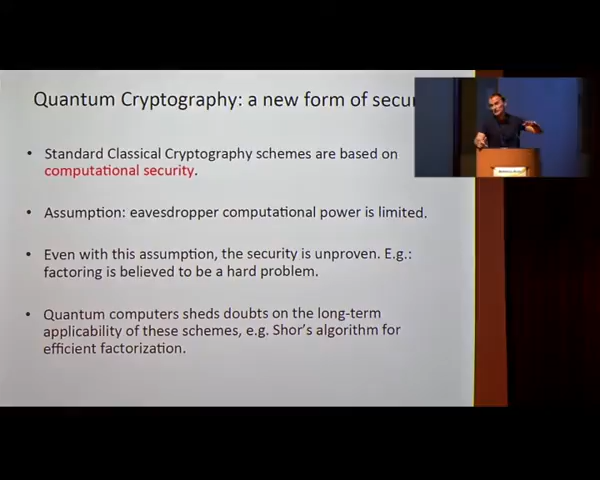 Quantum Cryptography: a new form of secu
• Standard Classical Cryptography schemes are based on
computational security.
• Assumption: eavesdropper computational power is limited.
• Even with this assumption, the security is unproven. E.g.:
factoring is believed to be a hard problem.
• Quantum computers sheds doubts on the long-term
applicability of these schemes, e.g. Shor's algorithm for
efficient factorization.